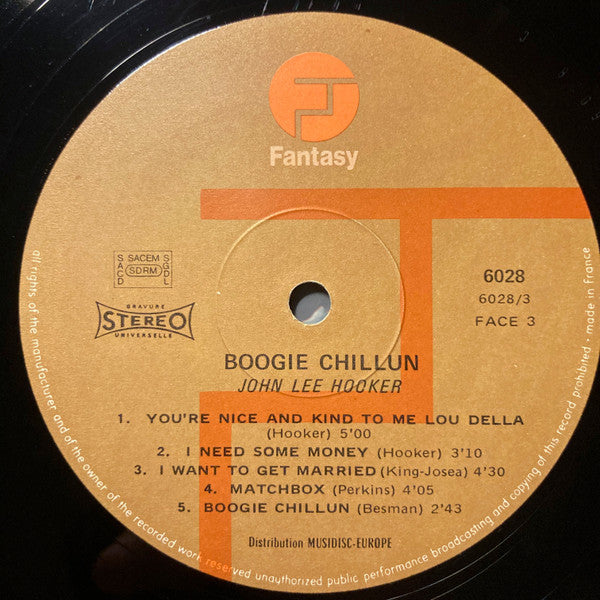 Fantasy
SACEM
SACD SDRM SGDL
6028
6028/3
FACE 3
GRAVURE
STEREO
UNIVERSELLE
BOOGIE CHILLUN
JOHN LEE HOOKER
1. YOU'RE NICE AND KIND TO ME LOU DELLA
(Hooker) 5'00
2. I NEED SOME MONEY (Hooker) 3'10
3. I WANT TO GET MARRIED (King-Josea) 4'30
4. MATCHBOX (Perkins) 4'05
5. BOOGIE CHILLUN (Besman) 2'43
Distribution MUSIDISC-EUROPE
all rights of the manufacturer and of the owner of the recorded work reserved unauthorized public performance broadcasting and copying of this record prohibited • made in france